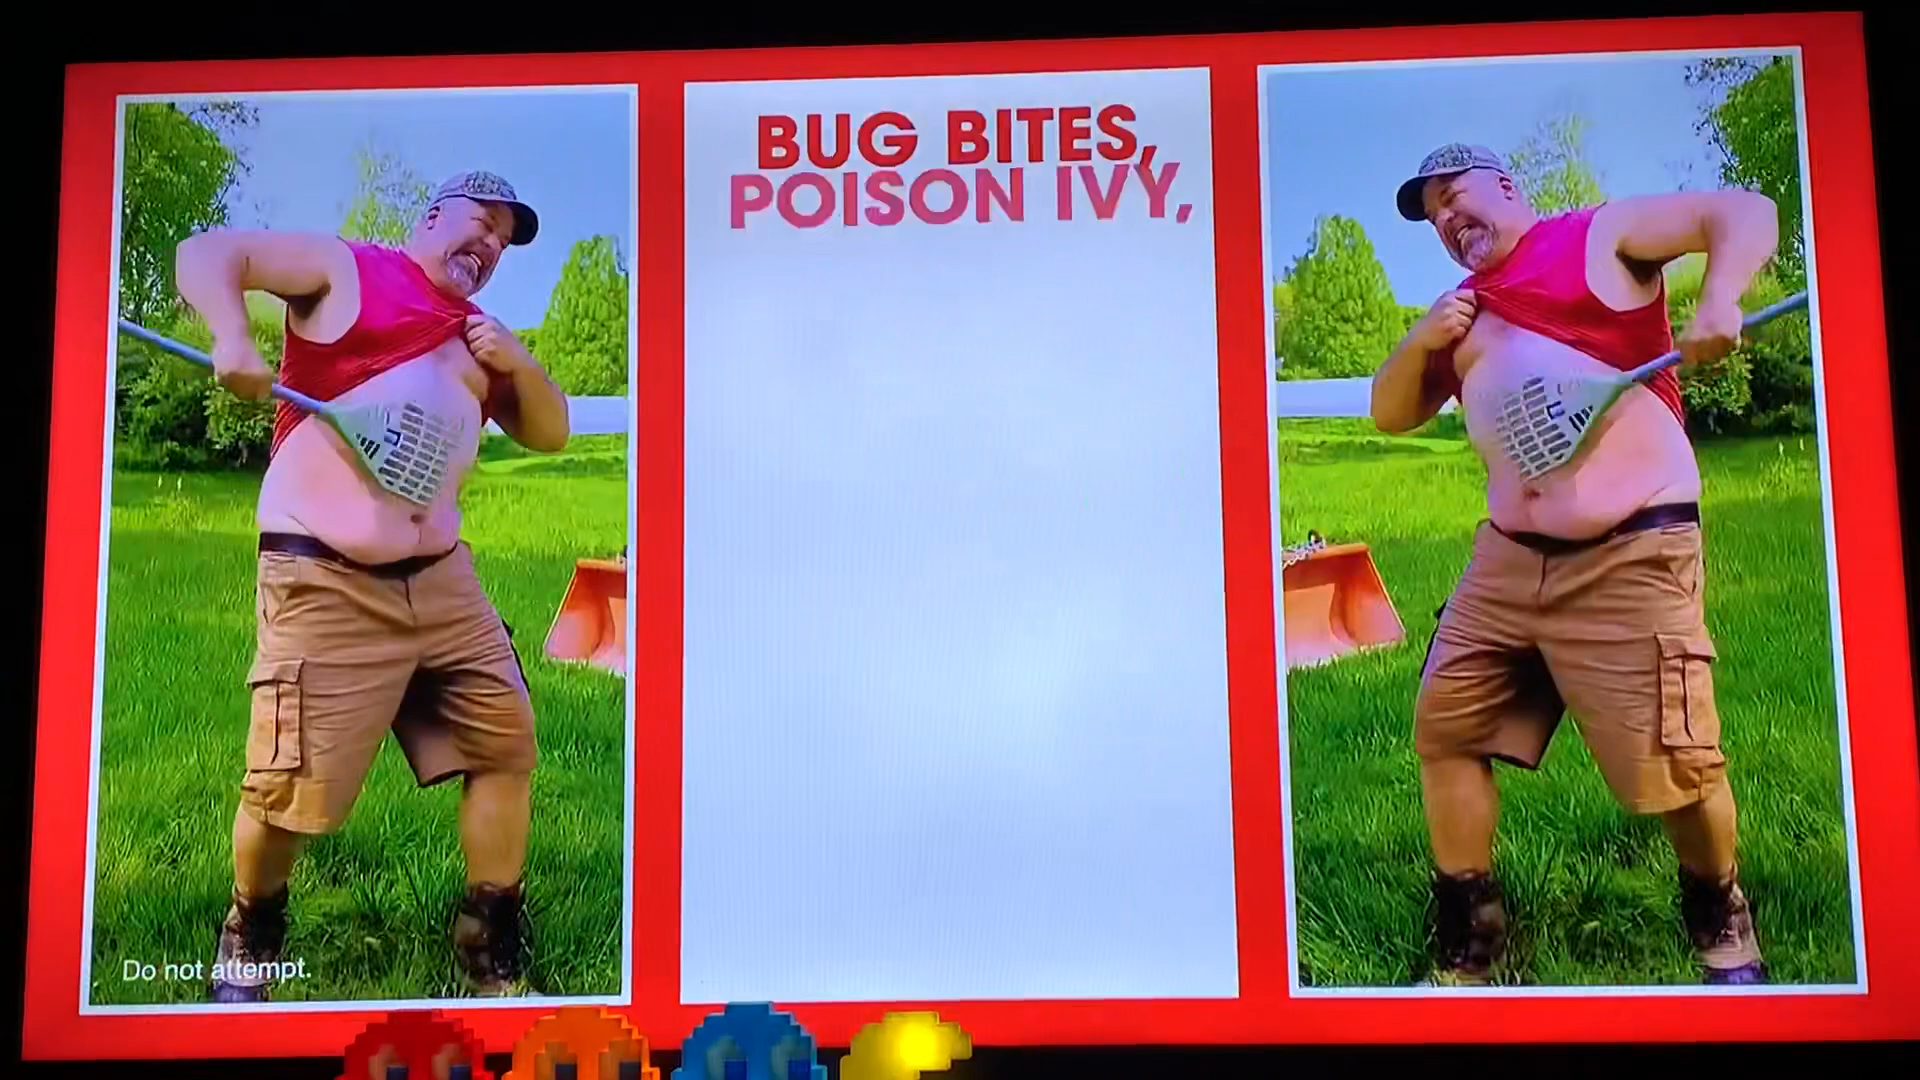 BUG BITES,
POISON IVY,
Do not attempt.